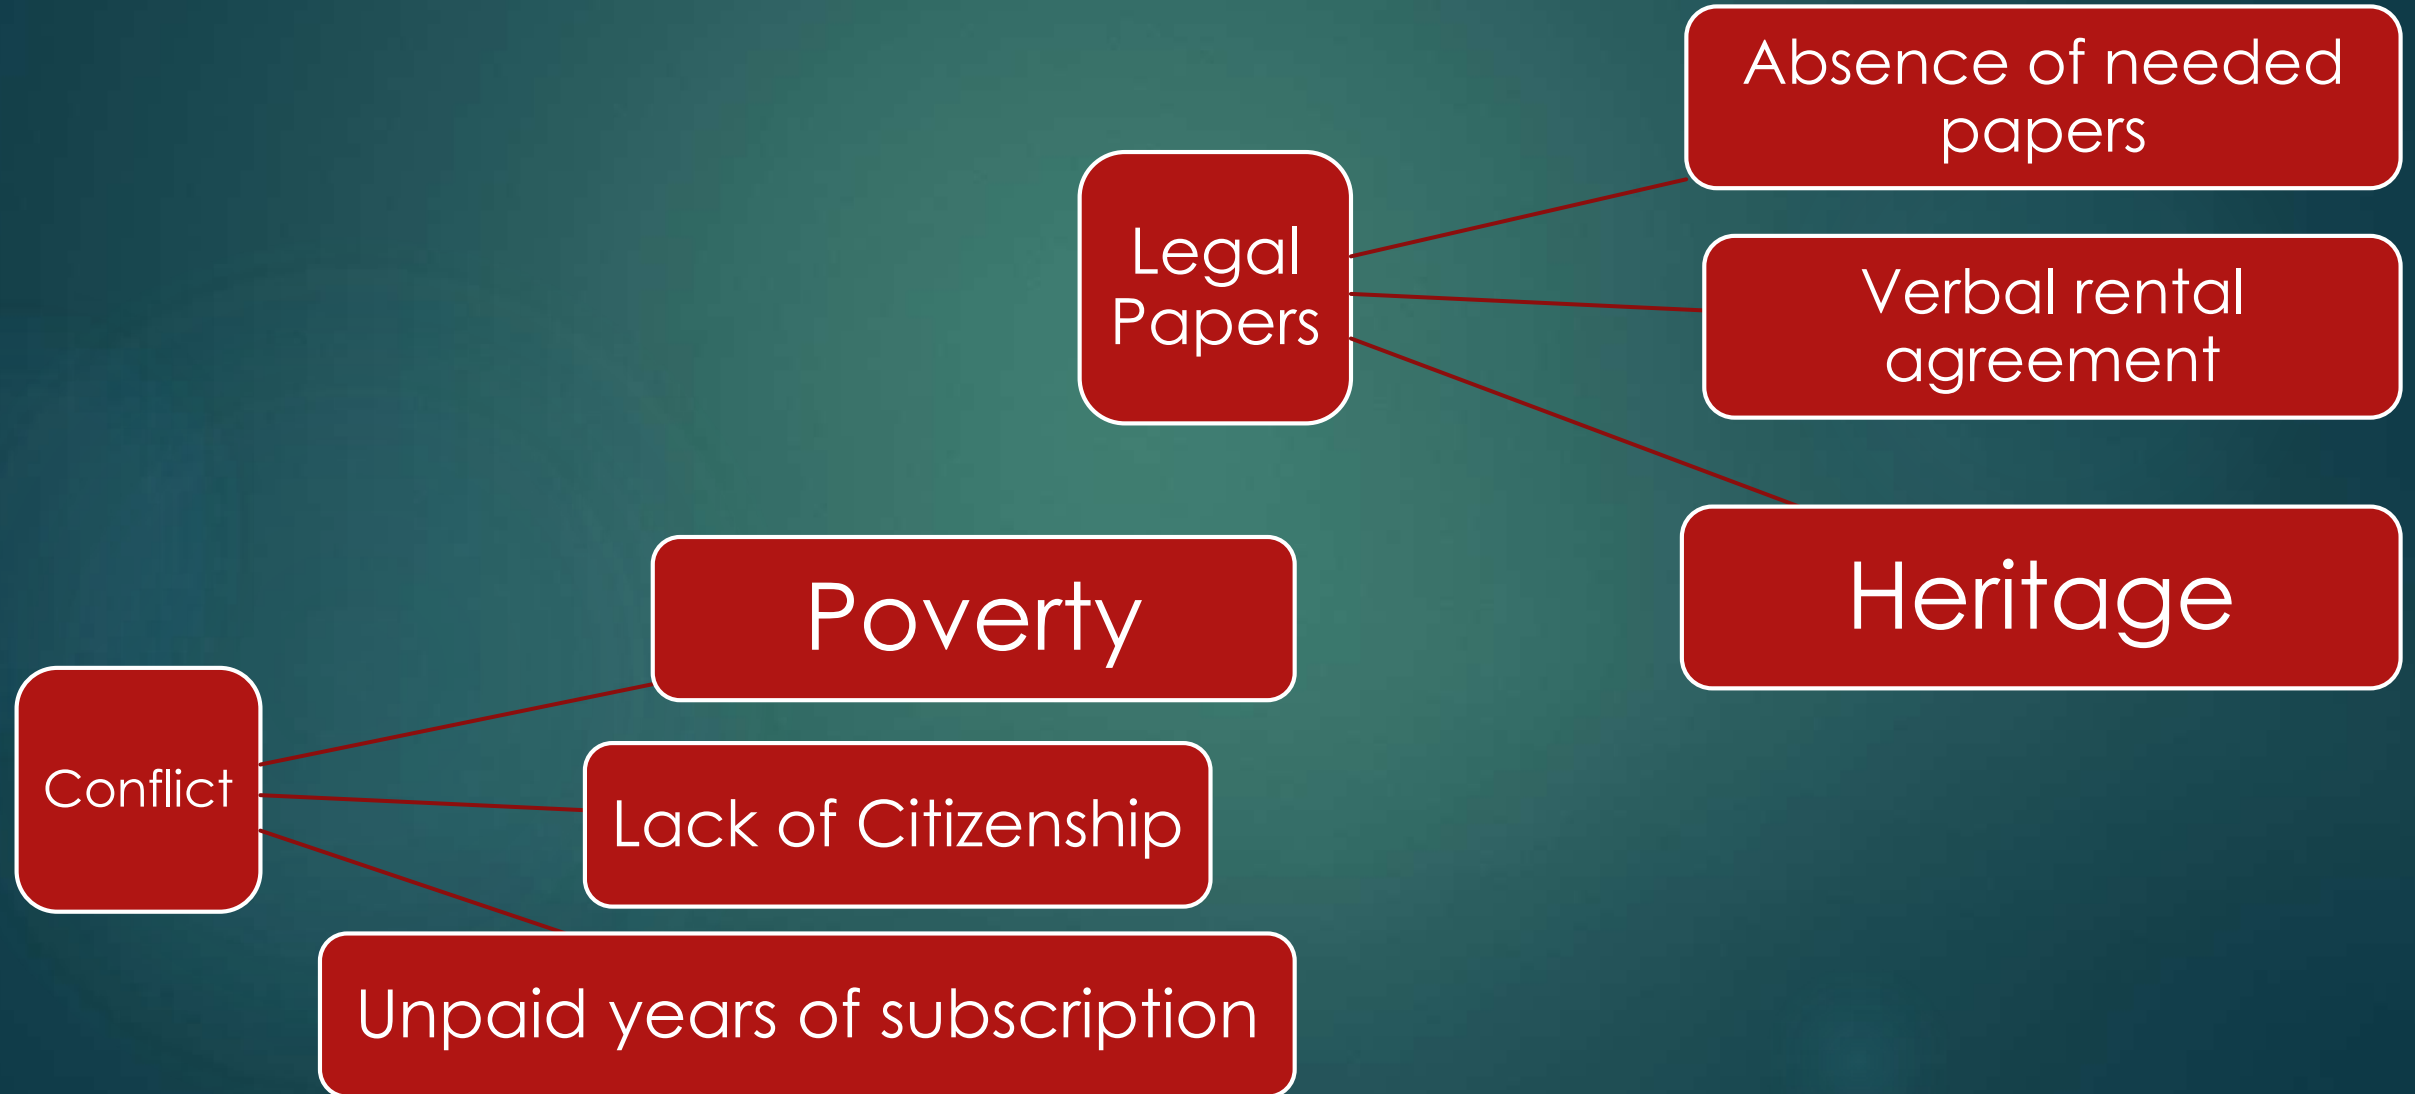 Legal
Papers
Absence of needed
papers
Verbal rental
agreement
Heritage
Conflict
Poverty
Lack of Citizenship
Unpaid years of subscription